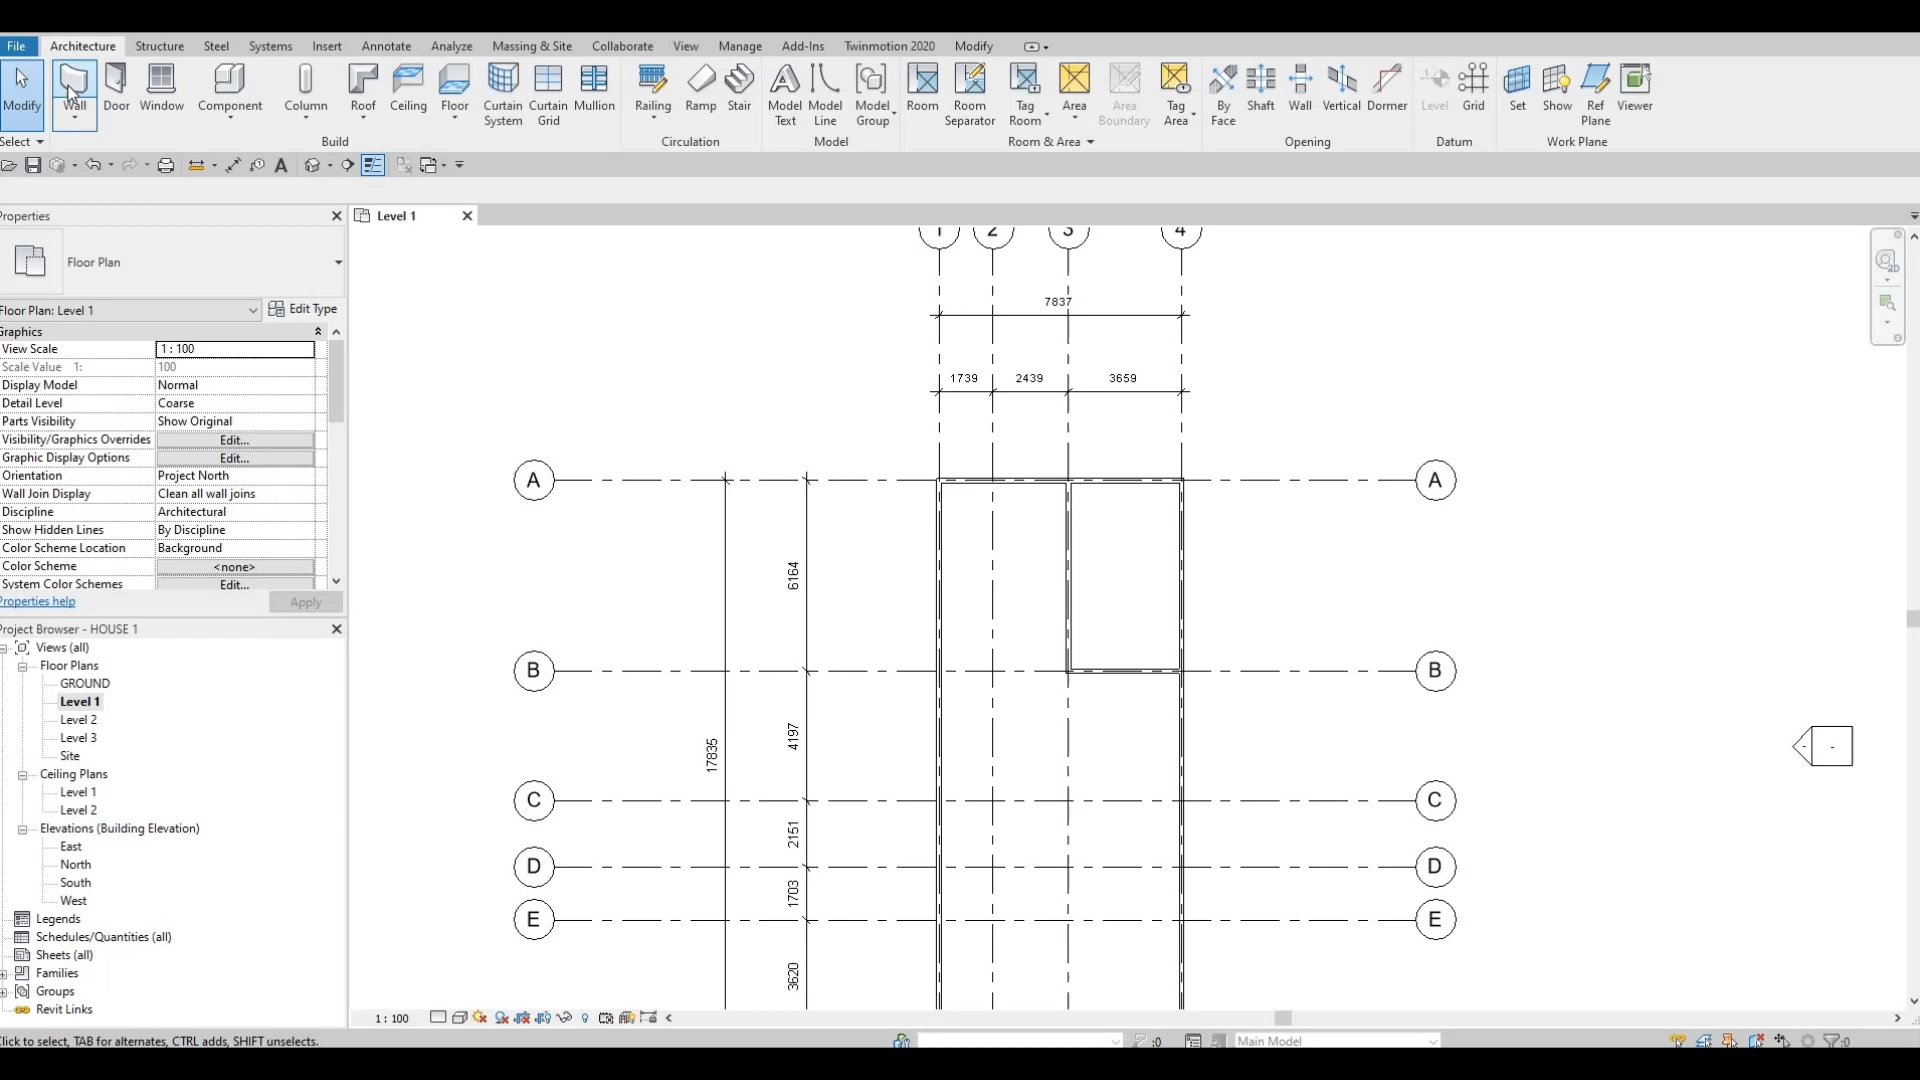 File Architecture Structure Steel Systems Insert Annotate Analyze Massing & Site Collaborate View Manage Add-Ins Twinmotion 2020 Modify
Modify Wall Door Window Component Column Roof Ceiling Floor Curtain System Curtain Grid Mullion Railing Ramp Stair Model Text Model Line Model Group Room Room Separator Tag Room Area Area Boundary Tag Area By Face Shaft Wall Vertical Dormer Level Grid Set Show Ref Plane Viewer
Select Build Circulation Model Room & Area Opening Datum Work Plane
A
Properties
Level 1
Floor Plan
Floor Plan: Level 1 Edit Type
Graphics
View Scale 1 : 100
Scale Value 1: 100
Display Model Normal
Detail Level Coarse
Parts Visibility Show Original
Visibility/Graphics Overrides Edit...
Graphic Display Options Edit...
Orientation Project North
Wall Join Display Clean all wall joins
Discipline Architectural
Show Hidden Lines By Discipline
Color Scheme Location Background
Color Scheme <none>
System Color Schemes Edit...
Properties help Apply
Project Browser - HOUSE 1
Views (all)
Floor Plans
GROUND
Level 1
Level 2
Level 3
Site
Ceiling Plans
Level 1
Level 2
Elevations (Building Elevation)
East
North
South
West
Legends
Schedules/Quantities (all)
Sheets (all)
Families
Groups
Revit Links
1 2 3 4
7837
1739 2439 3659
A A
6164
B B
17835
4197
C C
2151
D D
1703
E E
3620
2D
1 : 100
Click to select, TAB for alternates, CTRL adds, SHIFT unselects.
:0
Main Model
:0